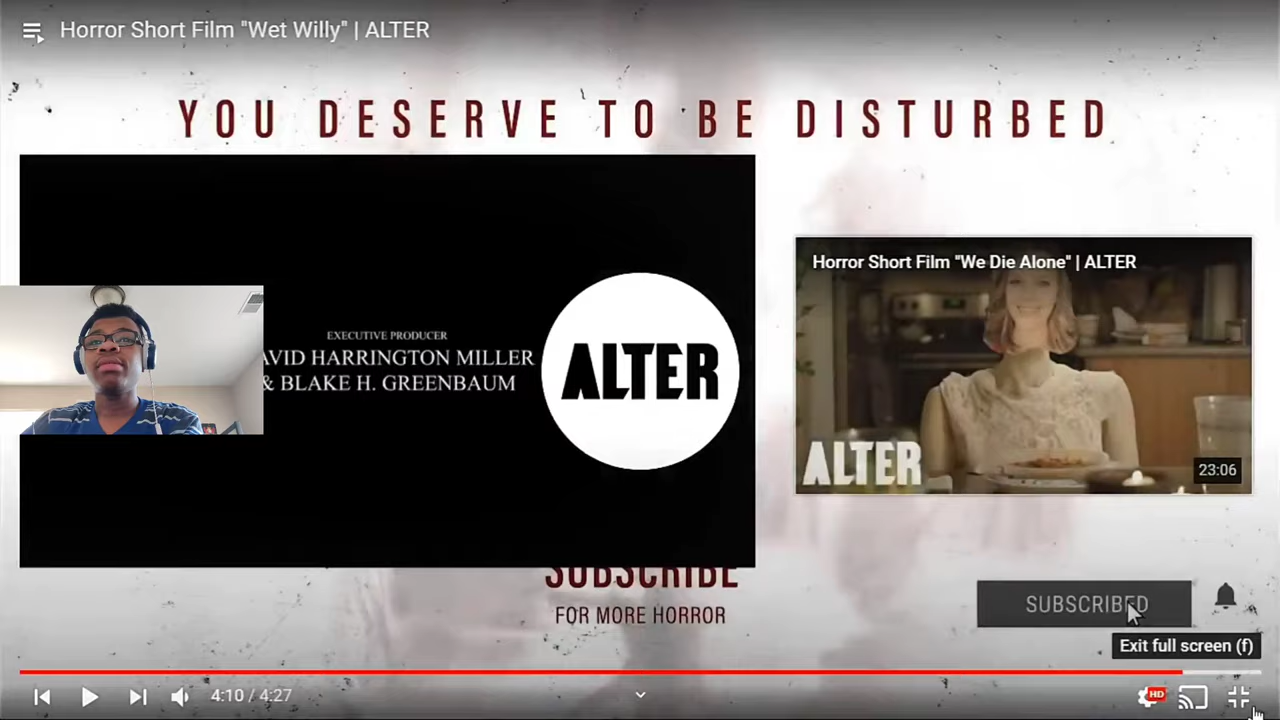 Horror Short Film "Wet Willy" | ALTER
YOU DESERVE TO BE DISTURBED
Horror Short Film "We Die Alone" | ALTER
EXECUTIVE PRODUCER
AVID HARRINGTON MILLER
& BLAKE H. GREENBAUM
ALTER
ALTER
23:06
SUBSCRIBE
FOR MORE HORROR
SUBSCRIBED
Exit full screen (f)
4:10 / 4:27
HD